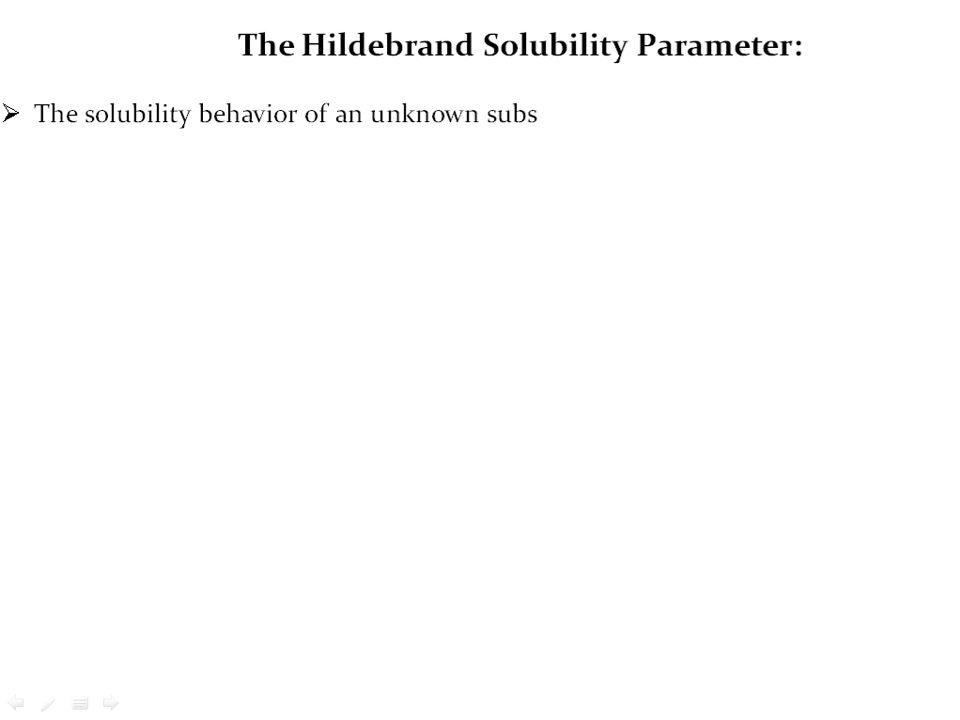 The Hildebrand Solubility Parameter:
The solubility behavior of an unknown subs